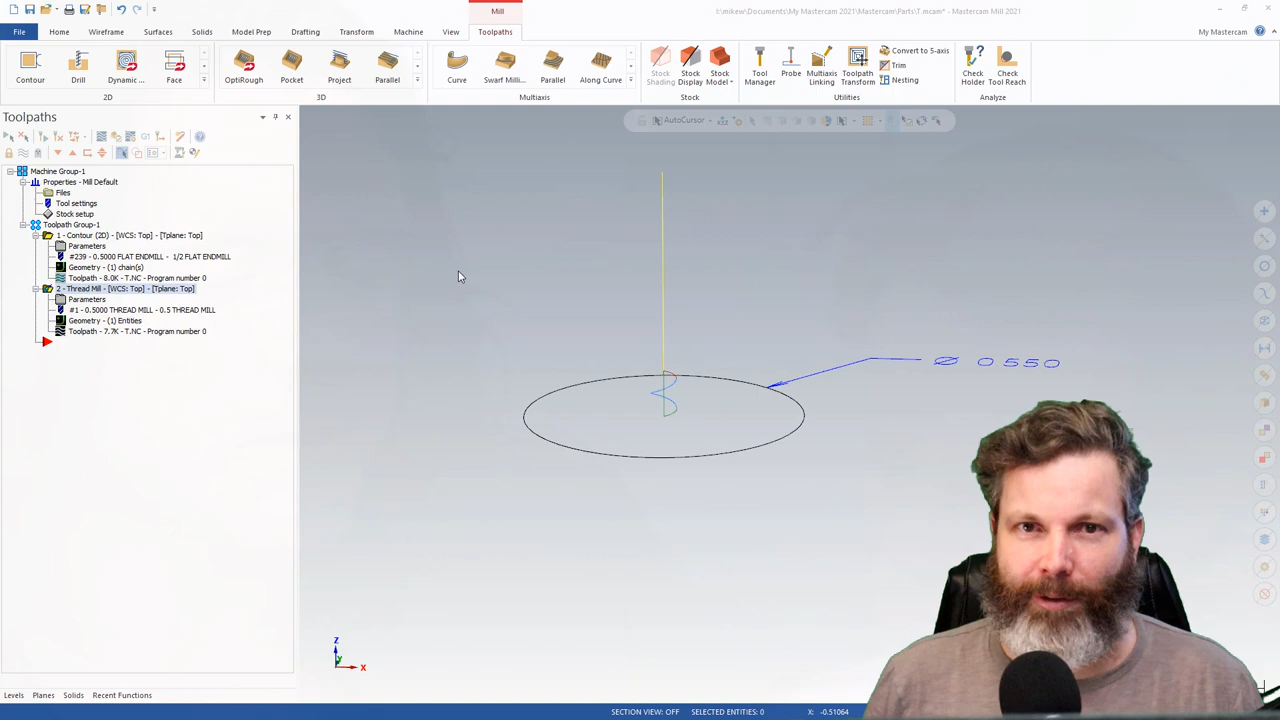 Mill
I:\mikew\Documents\My Mastercam 2021\Mastercam\Parts\T.mcam* - Mastercam Mill 2021
File Home Wireframe Surfaces Solids Model Prep Drafting Transform Machine View Toolpaths My Mastercam
Contour Drill Dynamic ... Face OptiRough Pocket Project Parallel Curve Swarf Milli... Parallel Along Curve Stock Shading Stock Display Stock Model Tool Manager Probe Multiaxis Linking Toolpath Transform Convert to 5-axis Trim Nesting Check Holder Check Tool Reach
2D 3D Multiaxis Stock Utilities Analyze
Toolpaths
AutoCursor
G1
Machine Group-1
Properties - Mill Default
Files
Tool settings
Stock setup
Toolpath Group-1
1 - Contour (2D) - [WCS: Top] - [Tplane: Top]
Parameters
#239 - 0.5000 FLAT ENDMILL - 1/2 FLAT ENDMILL
Geometry - (1) chain(s)
Toolpath - 8.0K - T.NC - Program number 0
2 - Thread Mill - [WCS: Top] - [Tplane: Top]
Parameters
#1 - 0.5000 THREAD MILL - 0.5 THREAD MILL
Geometry - (1) Entities
Toolpath - 7.7K - T.NC - Program number 0
Ø 0.550
Z
Y
X
Levels Planes Solids Recent Functions
SECTION VIEW: OFF SELECTED ENTITIES: 0 X: -0.51064